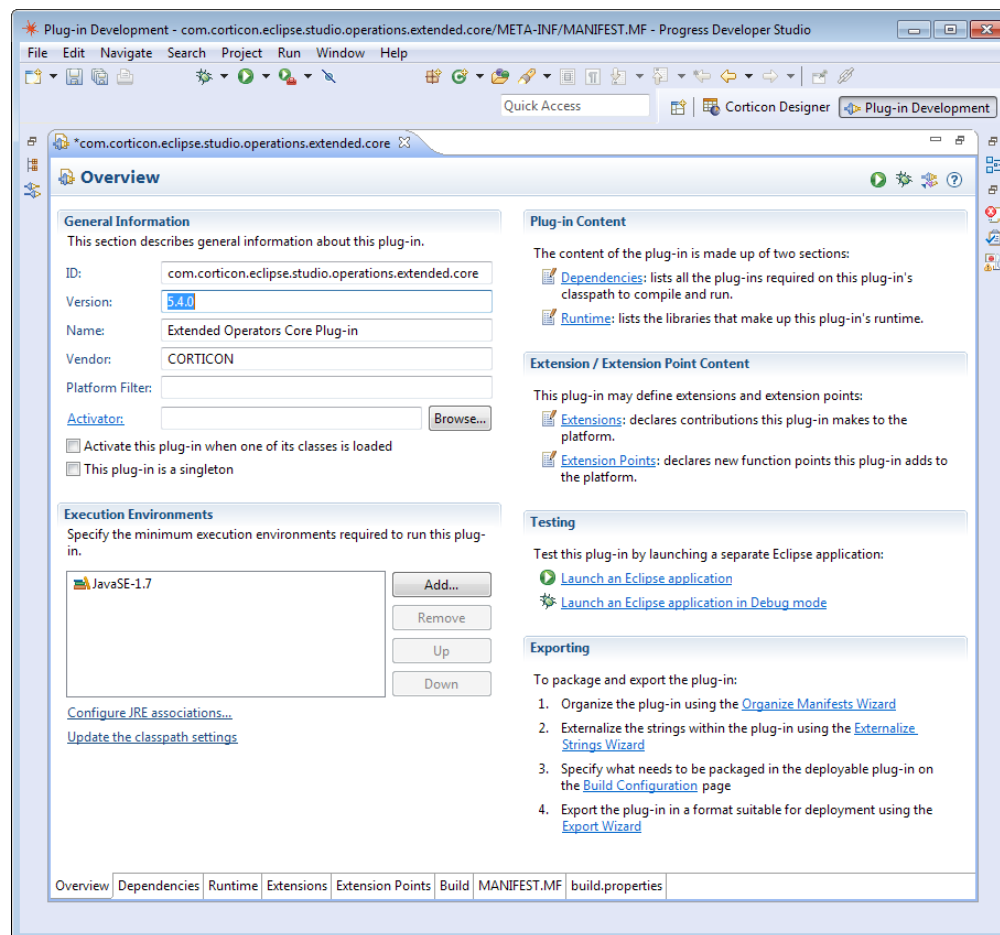 Plug-in Development - com.corticon.eclipse.studio.operations.extended.core/META-INF/MANIFEST.MF - Progress Developer Studio
File Edit Navigate Search Project Run Window Help
Quick Access
Corticon Designer
Plug-in Development
*com.corticon.eclipse.studio.operations.extended.core
Overview
General Information
This section describes general information about this plug-in.
ID: com.corticon.eclipse.studio.operations.extended.core
Version: 5.4.0
Name: Extended Operators Core Plug-in
Vendor: CORTICON
Platform Filter:
Activator: Browse...
Activate this plug-in when one of its classes is loaded
This plug-in is a singleton
Execution Environments
Specify the minimum execution environments required to run this plug-
in.
JavaSE-1.7
Add...
Remove
Up
Down
Configure JRE associations...
Update the classpath settings
Plug-in Content
The content of the plug-in is made up of two sections:
Dependencies: lists all the plug-ins required on this plug-in's
classpath to compile and run.
Runtime: lists the libraries that make up this plug-in's runtime.
Extension / Extension Point Content
This plug-in may define extensions and extension points:
Extensions: declares contributions this plug-in makes to the
platform.
Extension Points: declares new function points this plug-in adds to
the platform.
Testing
Test this plug-in by launching a separate Eclipse application:
Launch an Eclipse application
Launch an Eclipse application in Debug mode
Exporting
To package and export the plug-in:
1. Organize the plug-in using the Organize Manifests Wizard
2. Externalize the strings within the plug-in using the Externalize
Strings Wizard
3. Specify what needs to be packaged in the deployable plug-in on
the Build Configuration page
4. Export the plug-in in a format suitable for deployment using the
Export Wizard
Overview Dependencies Runtime Extensions Extension Points Build MANIFEST.MF build.properties